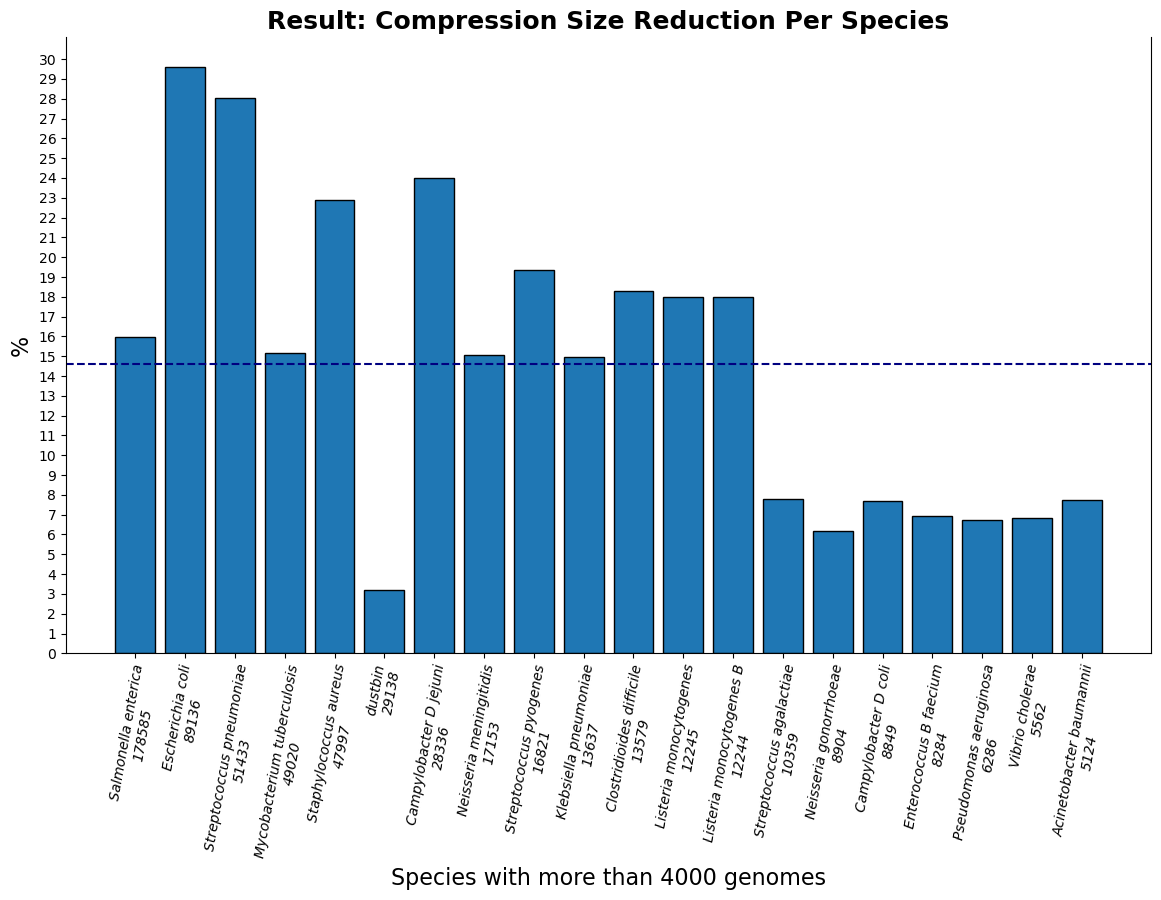 Result: Compression Size Reduction Per Species
%
30
29
28
27
26
25
24
23
22
21
20
19
18
17
16
15
14
13
12
11
10
9
8
7
6
5
4
3
2
1
0
Salmonella enterica
178585
Escherichia coli
89136
Streptococcus pneumoniae
51433
Mycobacterium tuberculosis
49020
Staphylococcus aureus
47997
dustbin
29138
Campylobacter D jejuni
28336
Neisseria meningitidis
17153
Streptococcus pyogenes
16821
Klebsiella pneumoniae
13637
Clostridioides difficile
13579
Listeria monocytogenes
12245
Listeria monocytogenes B
12244
Streptococcus agalactiae
10359
Neisseria gonorrhoeae
8904
Campylobacter D coli
8849
Enterococcus B faecium
8284
Pseudomonas aeruginosa
6286
Vibrio cholerae
5562
Acinetobacter baumannii
5124
Species with more than 4000 genomes